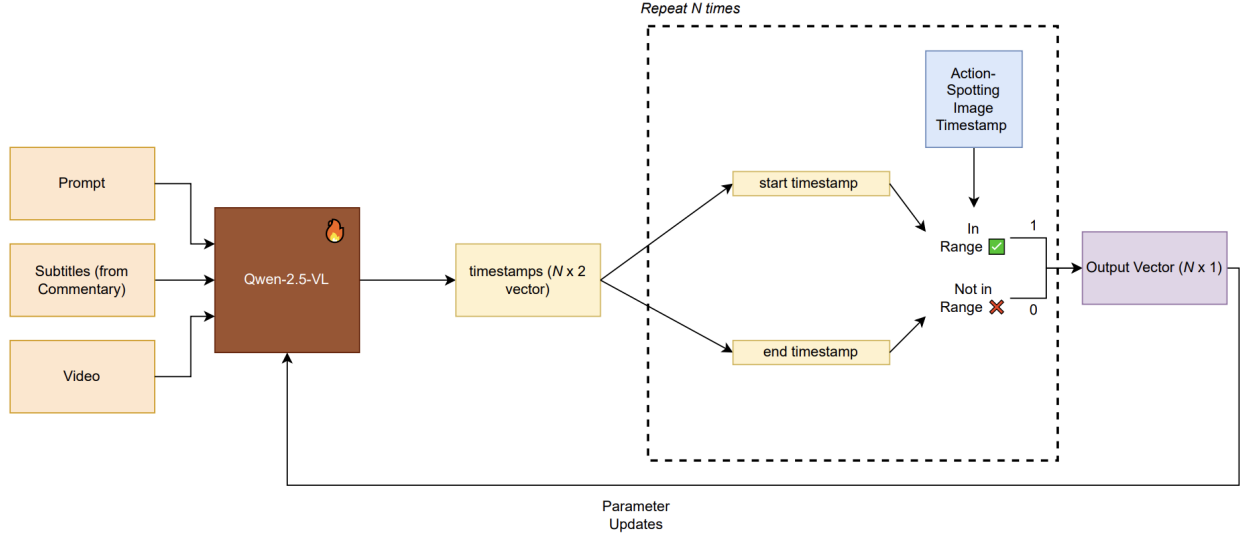 Repeat N times
Action-
Spotting
Image
Timestamp
Prompt
Subtitles (from
Commentary)
Video
Qwen-2.5-VL
timestamps (N x 2
vector)
start timestamp
end timestamp
In
Range
1
Not in
Range
0
Output Vector (N x 1)
Parameter
Updates